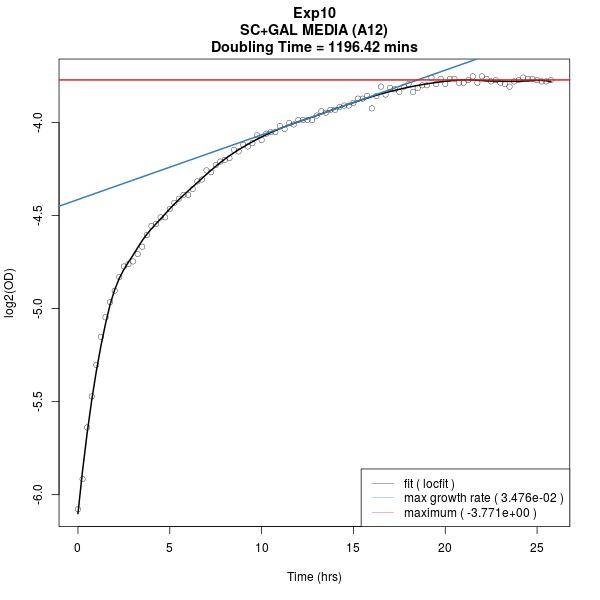 Exp10
SC+GAL MEDIA (A12)
Doubling Time = 1196.42 mins
log2(OD)
-4.0
-4.5
-5.0
-5.5
-6.0
fit ( locfit )
max growth rate ( 3.476e-02 )
maximum ( -3.771e+00 )
0 5 10 15 20 25
Time (hrs)